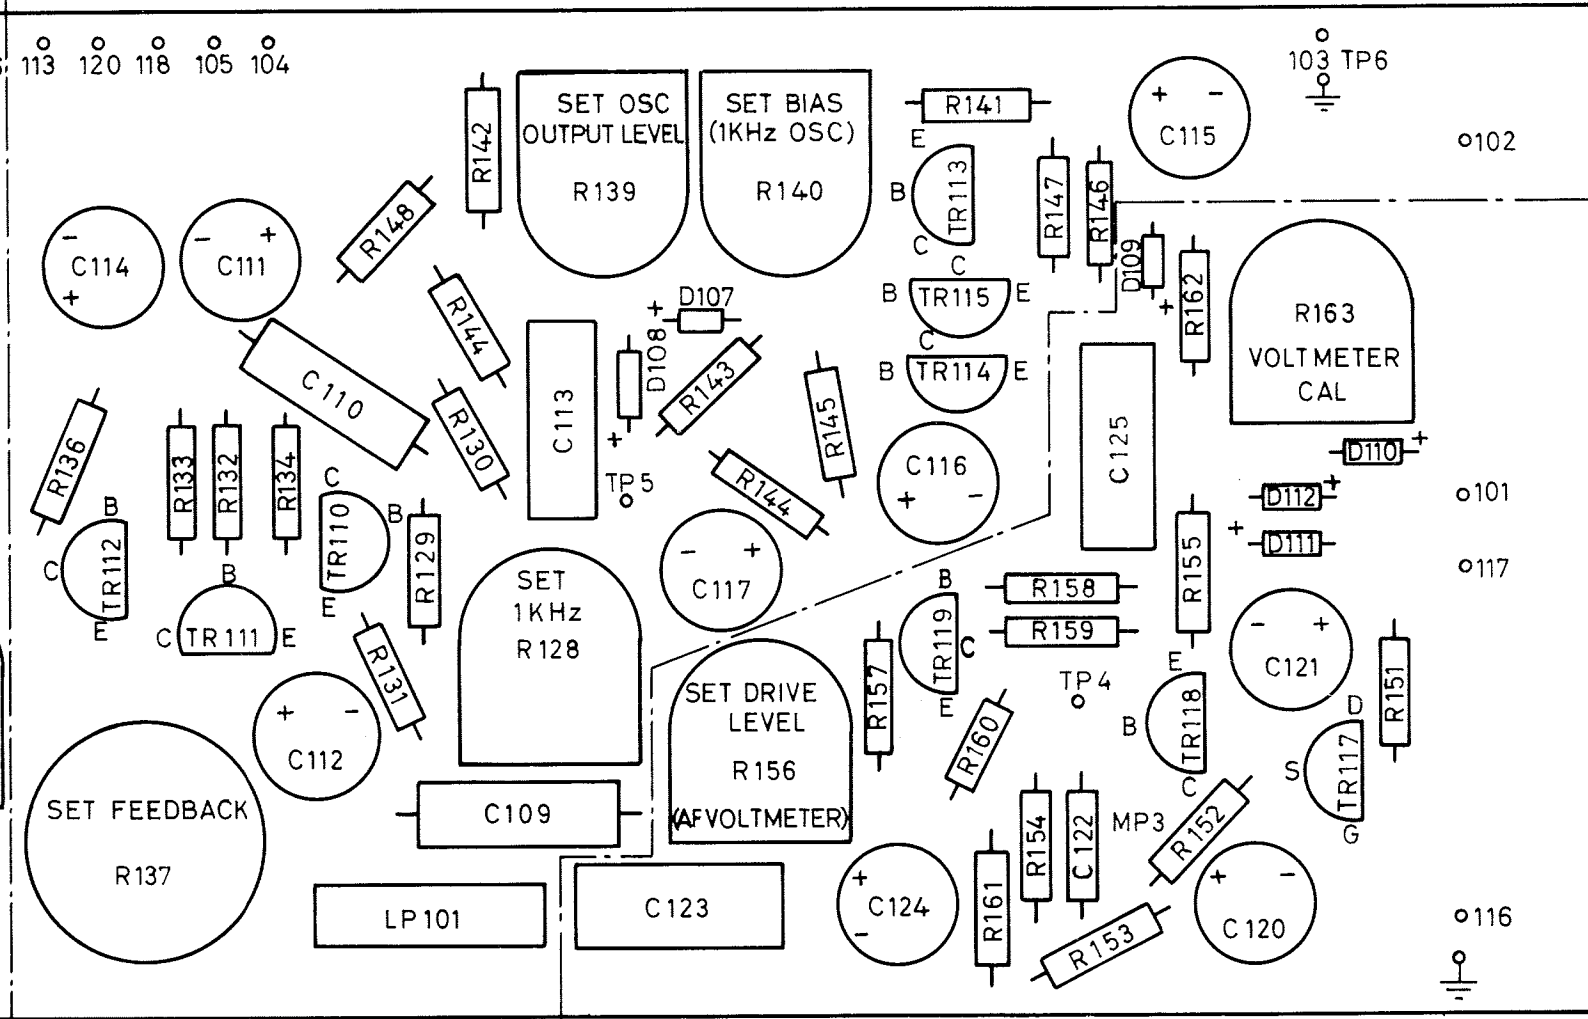 113 120 118 105 104
103 TP6
SET OSC
OUTPUT LEVEL
R139
SET BIAS
(1KHz OSC)
R140
R141
R142
E
B
TR113
C
R147
R146
+ -
C115
102
R148
-
C114
+
- +
C111
R144
+
D107
D108
+
R143
C
B TR115 E
C
B TR114 E
D109
+
R162
R163
VOLTMETER
CAL
C110
R130
C113
TP5
R145
R144
C116
+ -
C125
D110 +
D112 +
+
D111
101
117
R136
R133
R132
R134
C
TR110
B
E
R129
B
C
TR112
E
B
C TR111 E
R131
SET
1KHz
R128
- +
C117
B
TR119
C
E
R158
R159
R155
- +
C121
R151
TP4
R157
SET DRIVE
LEVEL
R156
(AFVOLTMETER)
R160
E
B
TR118
C
D
S
TR117
G
+ -
C112
SET FEEDBACK
R137
C109
LP101
C123
+
C124
-
R161
R154
C122
MP3
R152
R153
+ -
C120
116